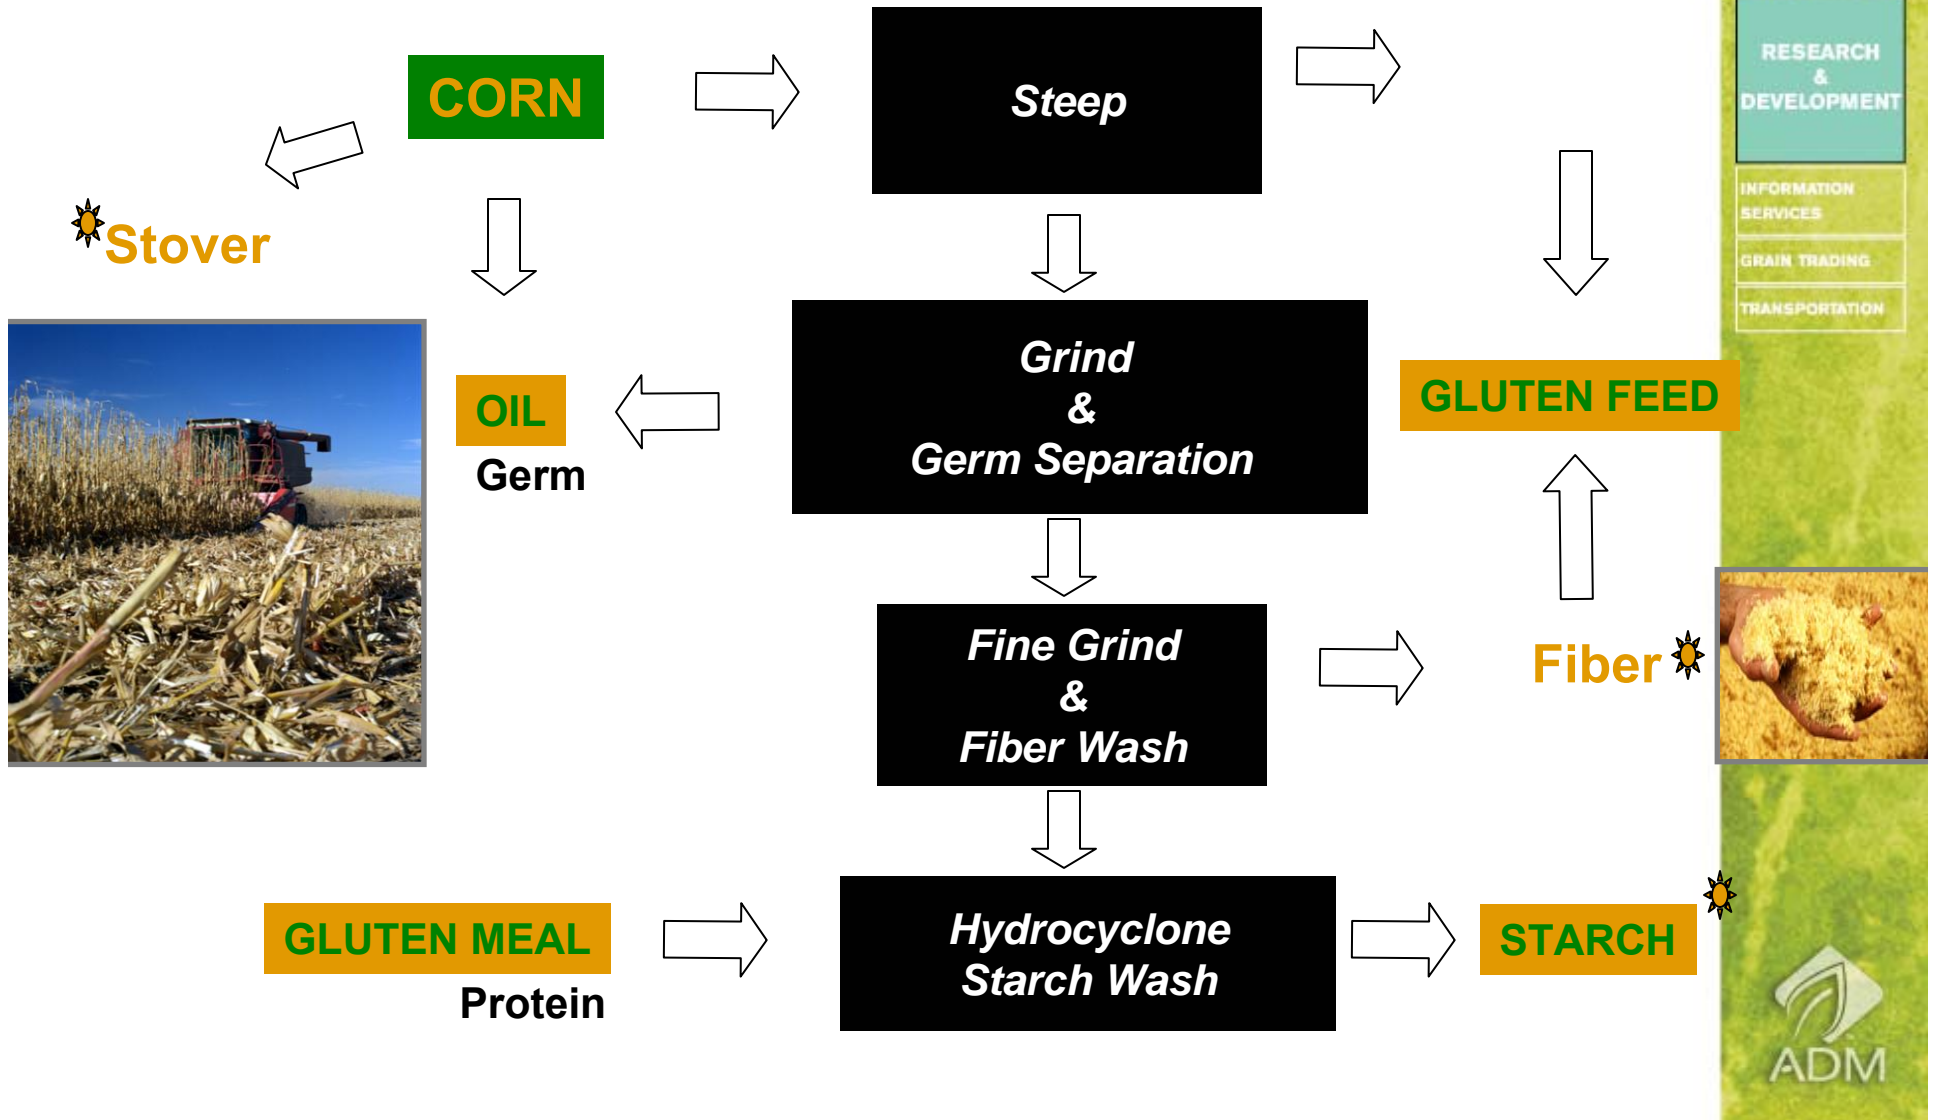 CORN
Steep
RESEARCH
&
DEVELOPMENT
INFORMATION
SERVICES
GRAIN TRADING
TRANSPORTATION
Stover
Grind
&
Germ Separation
OIL
Germ
GLUTEN FEED
Fine Grind
&
Fiber Wash
Fiber
GLUTEN MEAL
Protein
Hydrocyclone
Starch Wash
STARCH
ADM